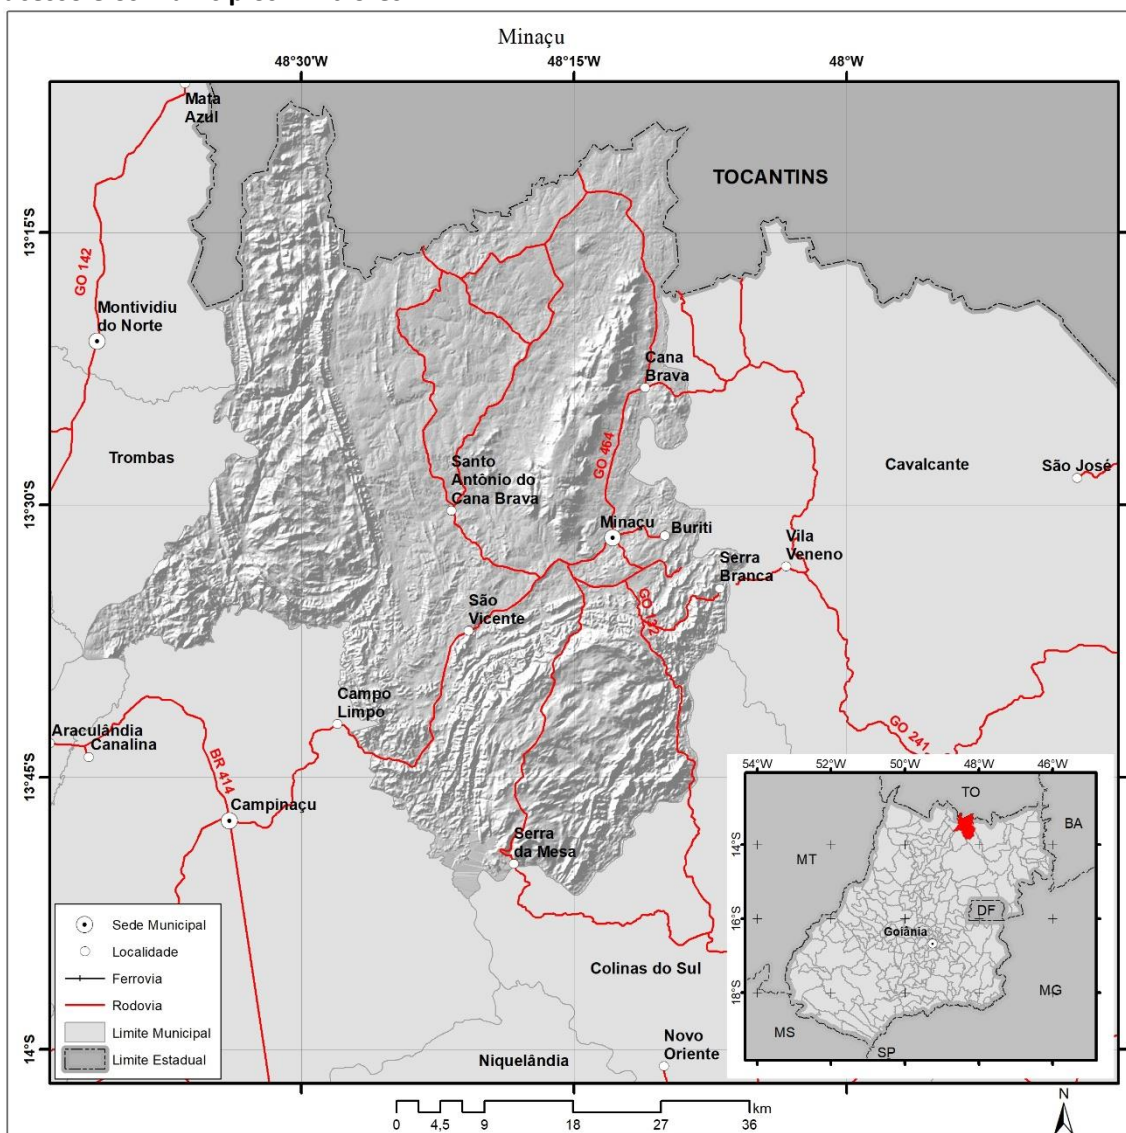 Minaçu
48°30'W
48°15'W
48°W
Mata
Azul
TOCANTINS
13°15'S
GO 142
Montividiu
do Norte
Cana
Brava
Trombas
GO 464
Cavalcante
São José
Santo
Antônio do
Cana Brava
13°30'S
Minaçu
Buriti
Vila
Veneno
Serra
Branca
São
Vicente
GO 132
Campo
Limpo
Araculândia
Canalina
GO 241
BR 414
13°45'S
Campinaçu
Serra
da Mesa
54°W
52°W
50°W
48°W
46°W
TO
BA
14°S
MT
DF
16°S
Goiânia
18°S
MG
MS
SP
Sede Municipal
Localidade
Ferrovia
Rodovia
Limite Municipal
Limite Estadual
Colinas do Sul
14°S
Niquelândia
Novo
Oriente
km
0
4,5
9
18
27
36
N